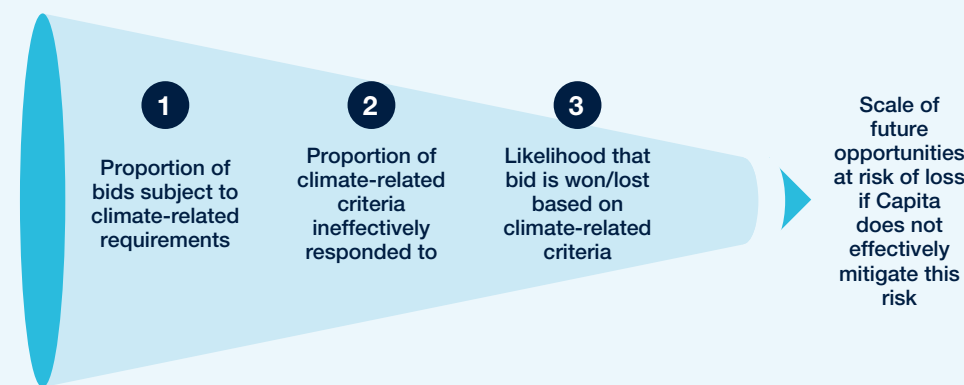 1
Proportion of
bids subject to
climate-related
requirements
2
Proportion of
climate-related
criteria
ineffectively
responded to
3
Likelihood that
bid is won/lost
based on
climate-related
criteria
Scale of
future
opportunities
at risk of loss
if Capita
does not
effectively
mitigate this
risk